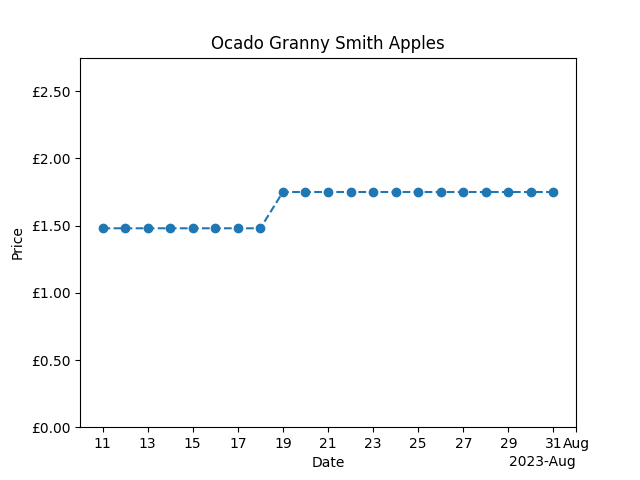 Ocado Granny Smith Apples
£2.50
£2.00
£1.50
£1.00
£0.50
£0.00
Price
11 13 15 17 19 21 23 25 27 29 31 Aug
Date
2023-Aug